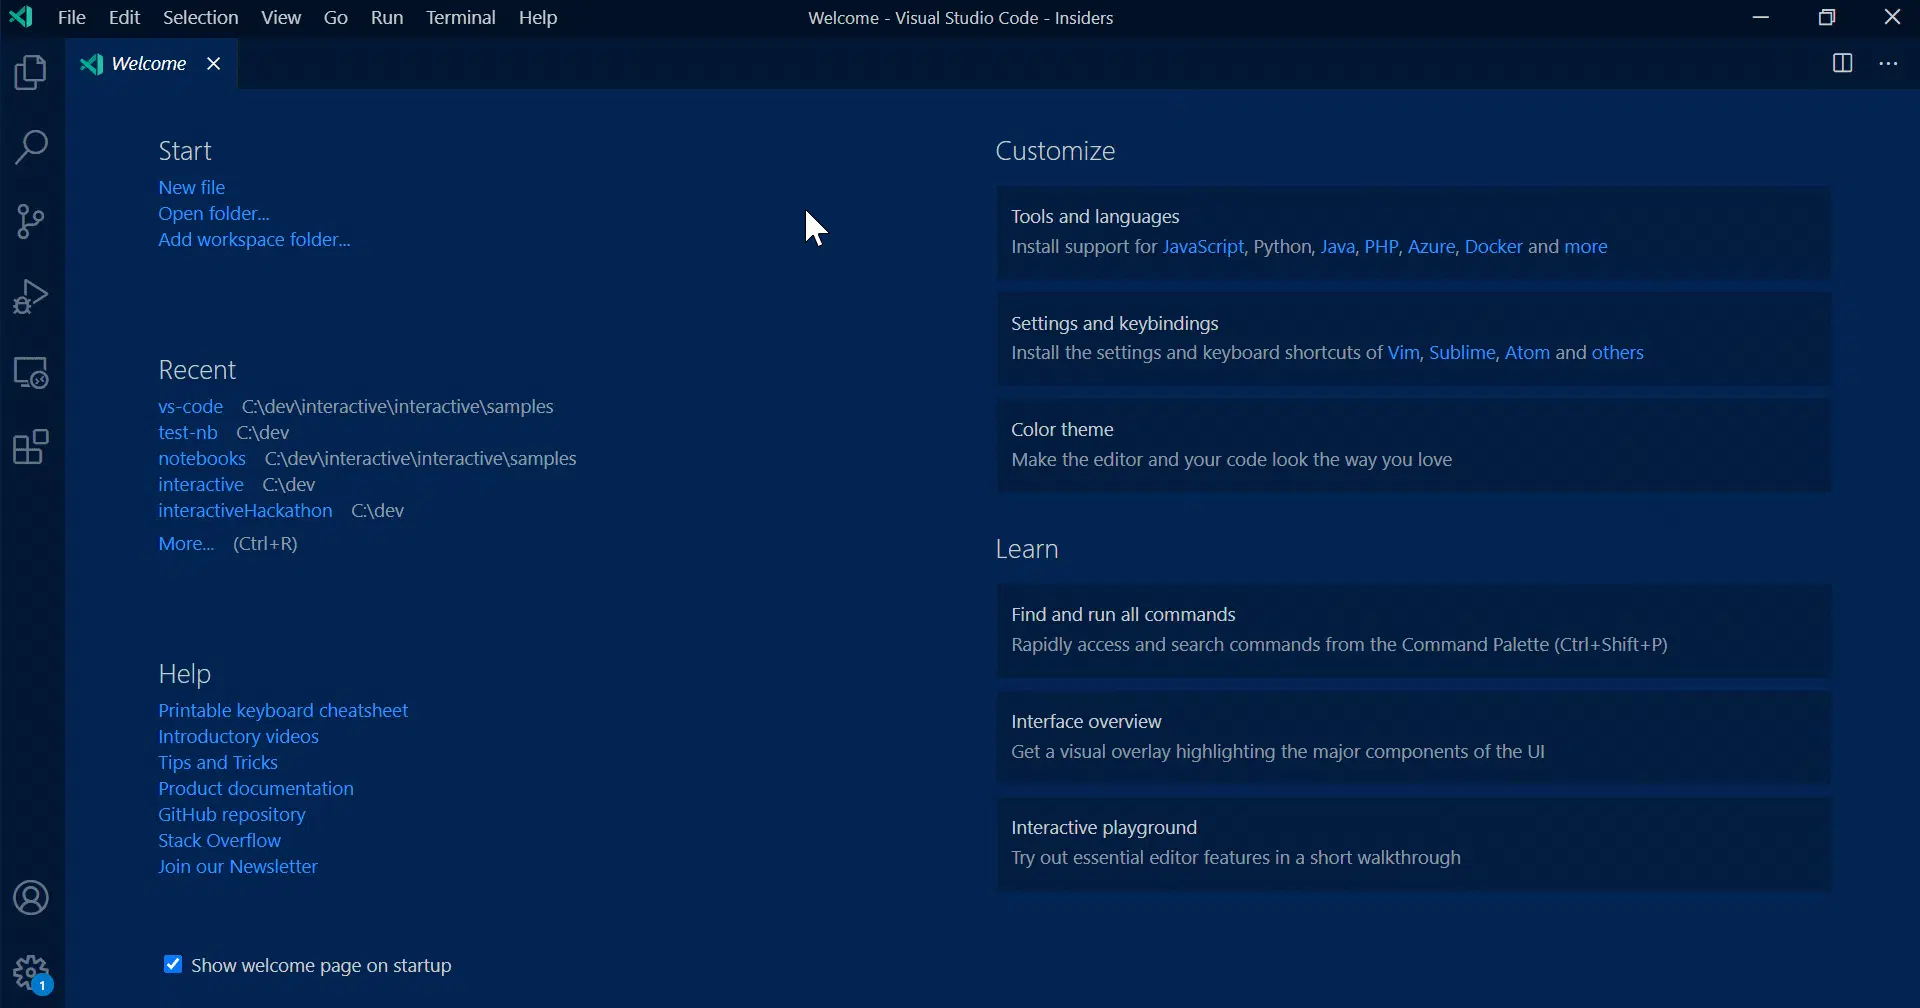 File Edit Selection View Go Run Terminal Help
Welcome - Visual Studio Code - Insiders
Welcome
Start
New file
Open folder...
Add workspace folder...
Recent
vs-code C:\dev\interactive\interactive\samples
test-nb C:\dev
notebooks C:\dev\interactive\interactive\samples
interactive C:\dev
interactiveHackathon C:\dev
More... (Ctrl+R)
Help
Printable keyboard cheatsheet
Introductory videos
Tips and Tricks
Product documentation
GitHub repository
Stack Overflow
Join our Newsletter
Show welcome page on startup
Customize
Tools and languages
Install support for JavaScript, Python, Java, PHP, Azure, Docker and more
Settings and keybindings
Install the settings and keyboard shortcuts of Vim, Sublime, Atom and others
Color theme
Make the editor and your code look the way you love
Learn
Find and run all commands
Rapidly access and search commands from the Command Palette (Ctrl+Shift+P)
Interface overview
Get a visual overlay highlighting the major components of the UI
Interactive playground
Try out essential editor features in a short walkthrough
1